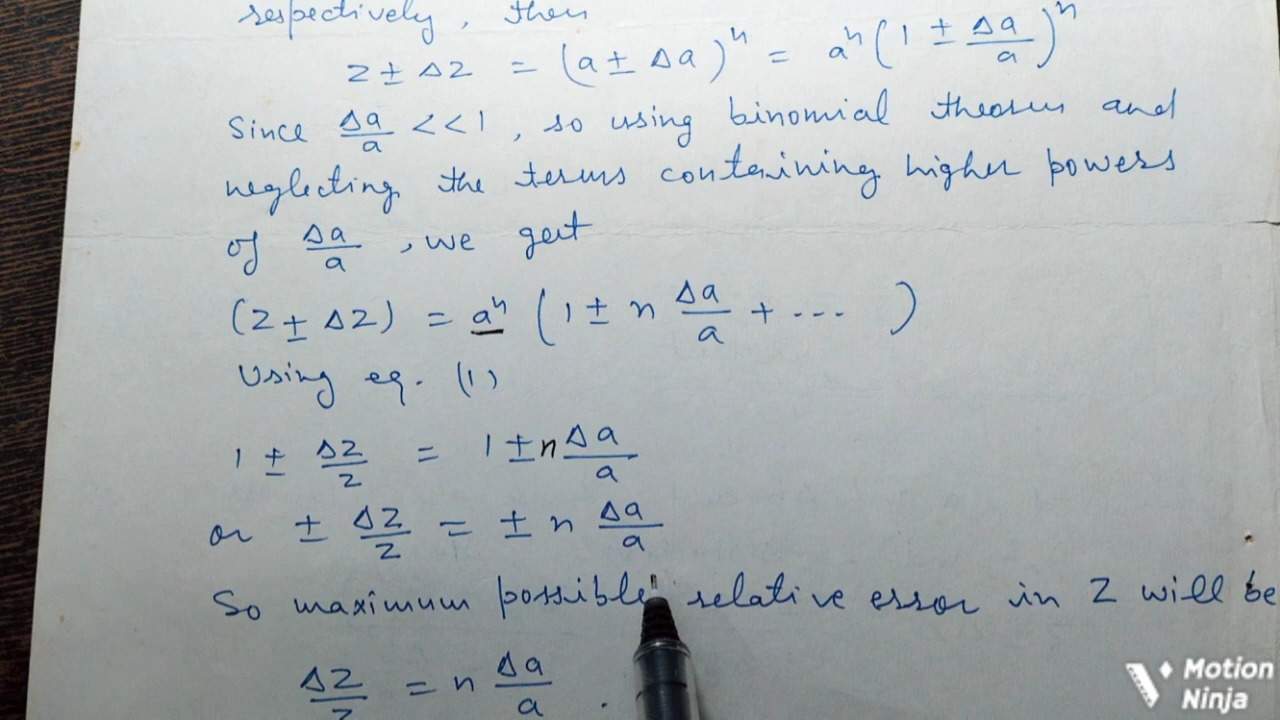 respectively, then
z ± Δz = (a ± Δa)ⁿ = aⁿ (1 ± Δa/a)ⁿ
Since Δa/a << 1, so using binomial theorem and
neglecting the terms containing higher powers
of Δa/a, we get
(z ± Δz) = aⁿ (1 ± n Δa/a + --- )
Using eq. (1)
1 ± Δz/z = 1 ± n Δa/a
or ± Δz/z = ± n Δa/a
So maximum possible relative error in z will be
Δz/z = n Δa/a .
Motion
Ninja